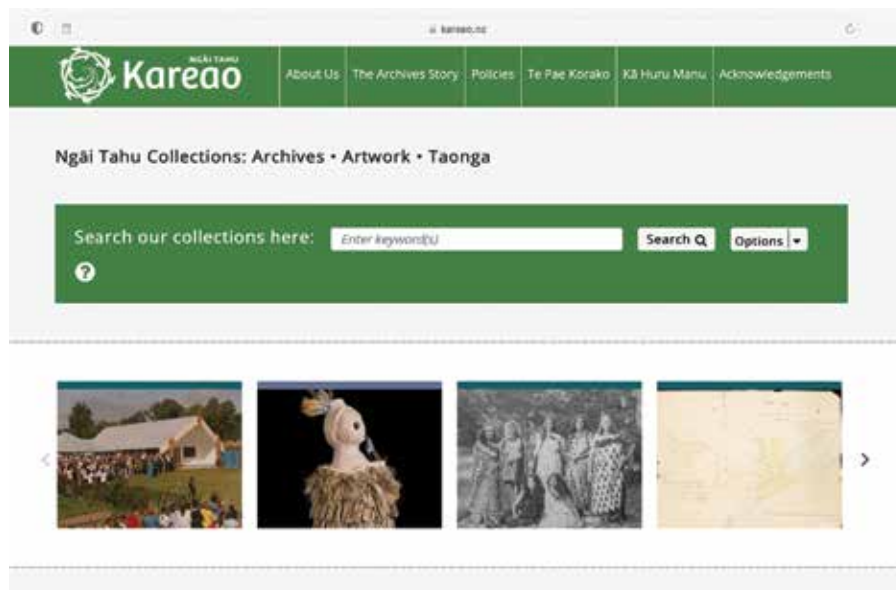 kareao.nz
NGĀI TAHU
Kareao
About Us
The Archives Story
Policies
Te Pae Korako
Kā Huru Manu
Acknowledgements
Ngāi Tahu Collections: Archives • Artwork • Taonga
Search our collections here:
Enter keyword(s)
Search
Options
?